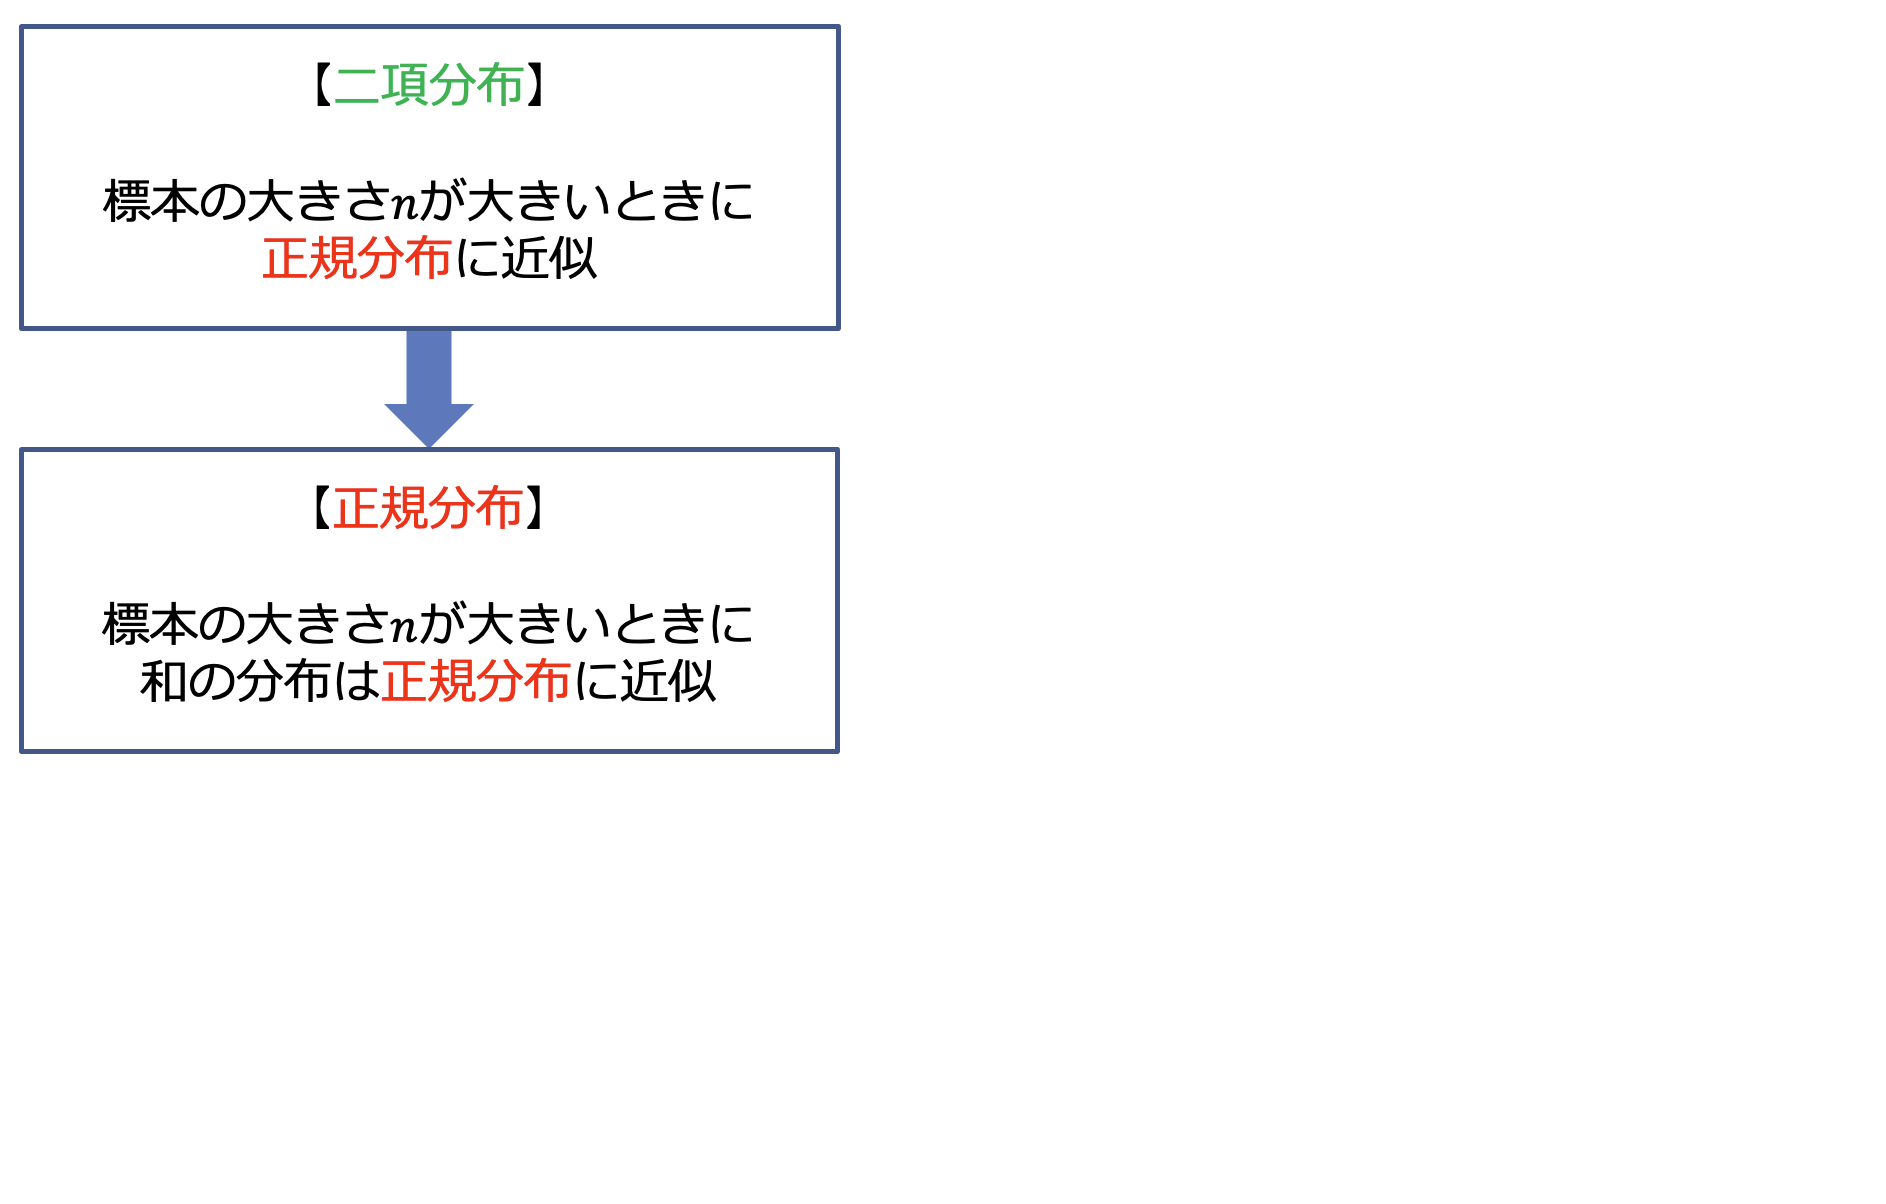 【二項分布】
標本の大きさnが大きいときに
正規分布に近似
【正規分布】
標本の大きさnが大きいときに
和の分布は正規分布に近似